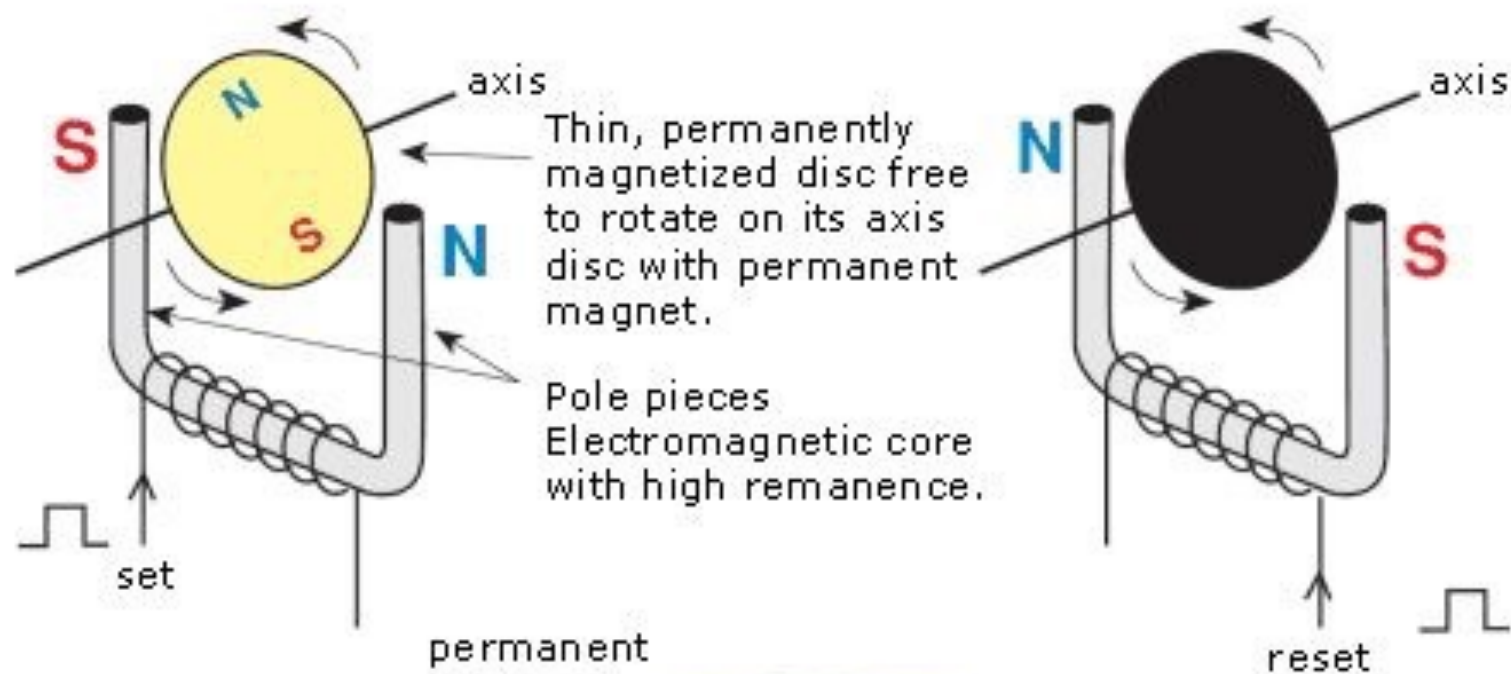 N
axis
S
Thin, permanently
magnetized disc free
to rotate on its axis
disc with permanent
magnet.
S
N
Pole pieces
Electromagnetic core
with high remanence.
set
permanent
axis
N
S
reset